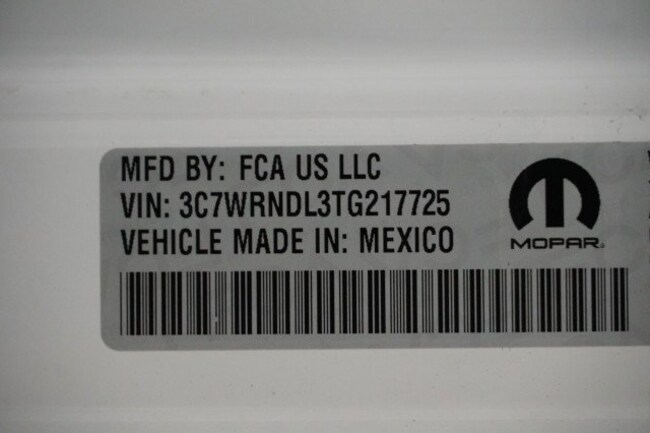 MFD BY: FCA US LLC
VIN: 3C7WRNDL3TG217725
VEHICLE MADE IN: MEXICO
MOPAR